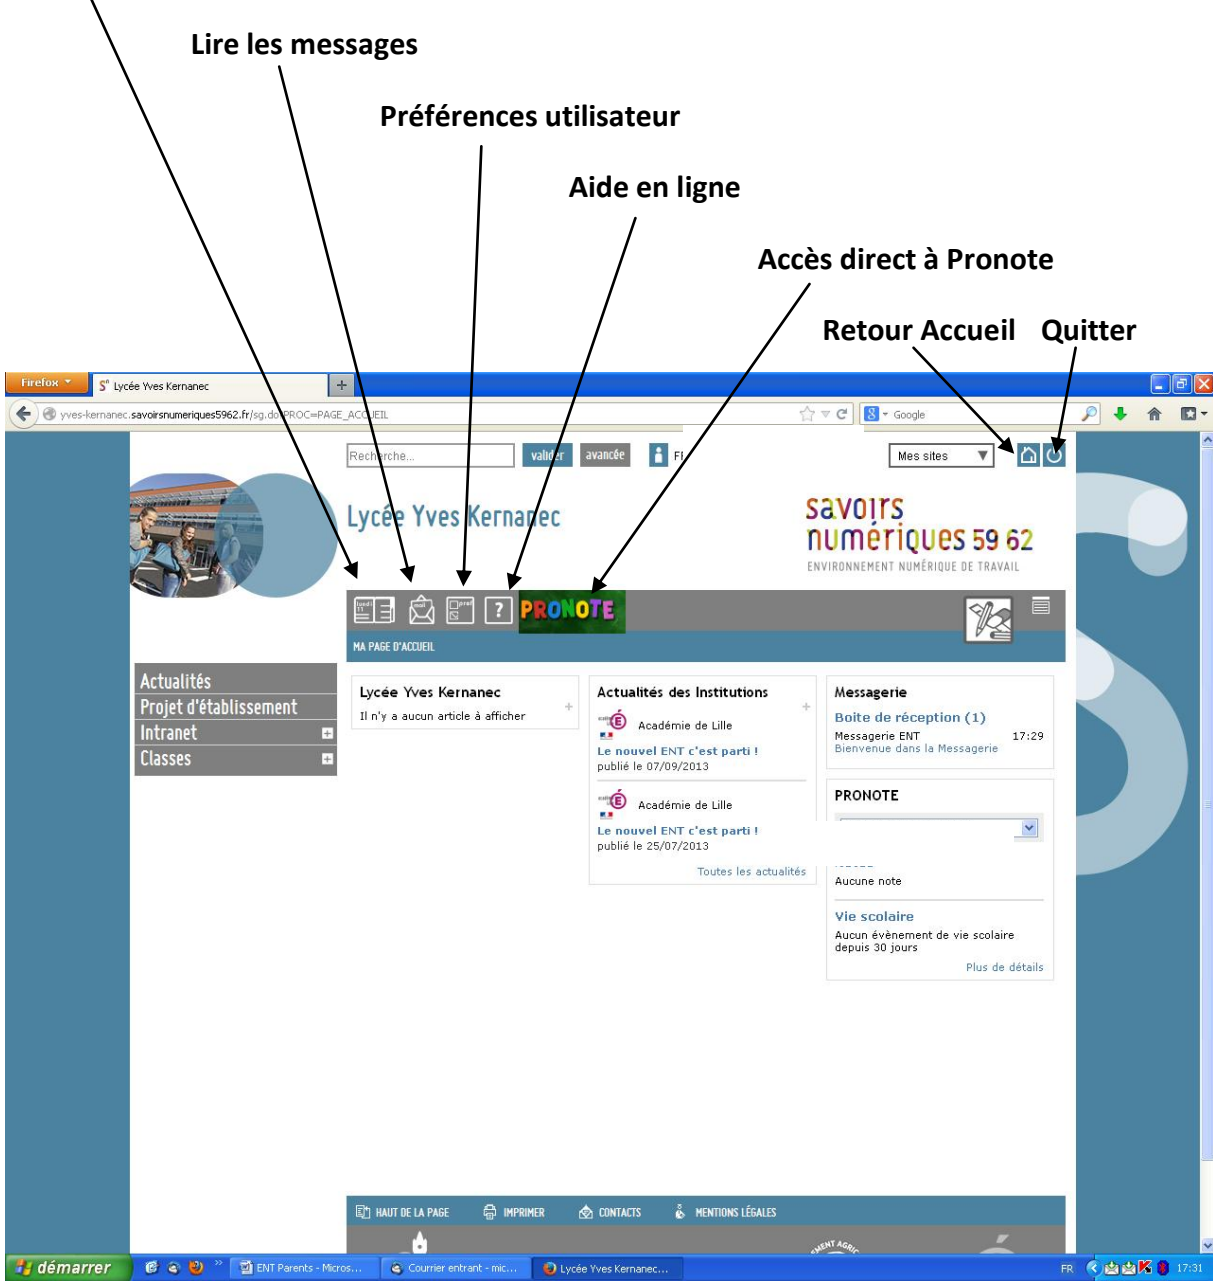 Lire les messages
Préférences utilisateur
Aide en ligne
Accès direct à Pronote
Retour Accueil Quitter
Firefox
Lycée Yves Kernanec
yves-kernanec.savoirsnumeriques5962.fr/sg.do?PROC=PAGE_ACCUEIL
Google
Recherche...
valider
avancée
Mes sites
Lycée Yves Kernanec
savoirs
numériques 59 62
ENVIRONNEMENT NUMÉRIQUE DE TRAVAIL
lundi
11
mail
pref
?
PRONOTE
MA PAGE D'ACCUEIL
Actualités
Projet d'établissement
Intranet
Classes
Lycée Yves Kernanec
Il n'y a aucun article à afficher
Actualités des Institutions
Académie de Lille
Le nouvel ENT c'est parti !
publié le 07/09/2013
Académie de Lille
Le nouvel ENT c'est parti !
publié le 25/07/2013
Toutes les actualités
Messagerie
Boite de réception (1)
Messagerie ENT 17:29
Bienvenue dans la Messagerie
PRONOTE
Aucune note
Vie scolaire
Aucun évènement de vie scolaire
depuis 30 jours
Plus de détails
HAUT DE LA PAGE
IMPRIMER
CONTACTS
MENTIONS LÉGALES
démarrer
ENT Parents - Micros...
Courrier entrant - mic...
Lycée Yves Kernanec...
FR
17:31